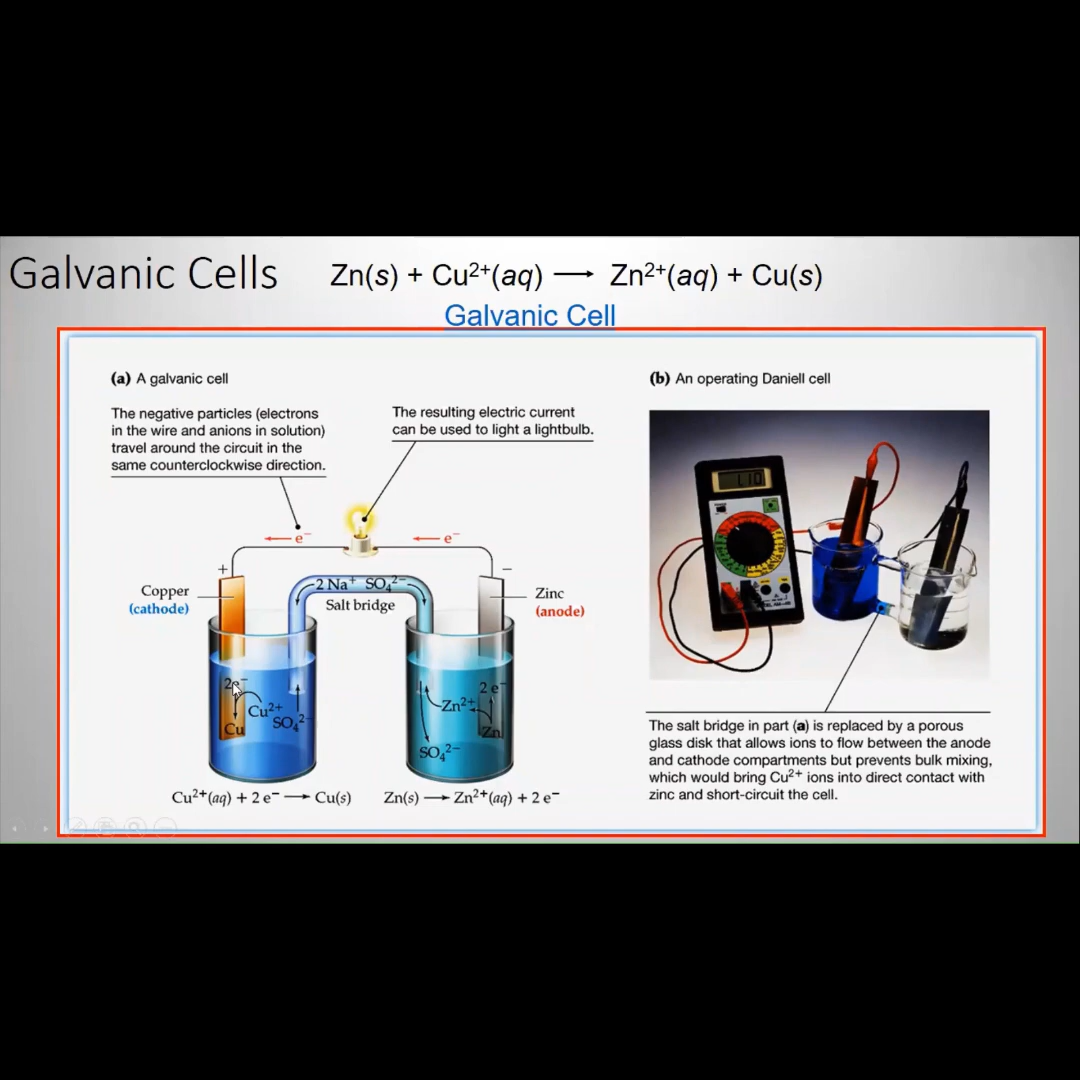 Galvanic Cells
Zn(s) + Cu²⁺(aq) ⟶ Zn²⁺(aq) + Cu(s)
Galvanic Cell
(a) A galvanic cell
The negative particles (electrons
in the wire and anions in solution)
travel around the circuit in the
same counterclockwise direction.
The resulting electric current
can be used to light a lightbulb.
e⁻
e⁻
+
−
Copper
(cathode)
2 Na⁺ SO₄²⁻
Salt bridge
Zinc
(anode)
2 e⁻
Cu²⁺
SO₄²⁻
Cu
2 e⁻
Zn²⁺
Zn
SO₄²⁻
Cu²⁺(aq) + 2 e⁻ ⟶ Cu(s)
Zn(s) ⟶ Zn²⁺(aq) + 2 e⁻
(b) An operating Daniell cell
1.10
The salt bridge in part (a) is replaced by a porous
glass disk that allows ions to flow between the anode
and cathode compartments but prevents bulk mixing,
which would bring Cu²⁺ ions into direct contact with
zinc and short-circuit the cell.